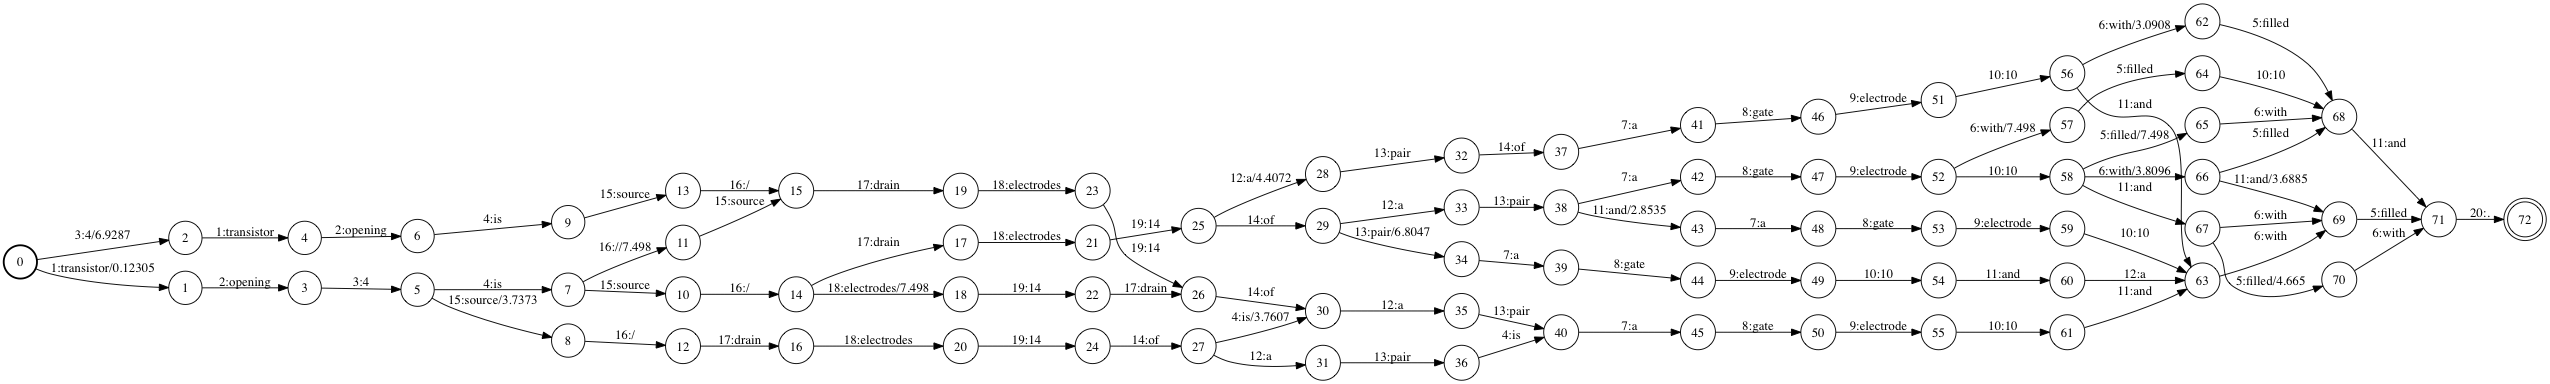 0
3:4/6.9287
1:transistor/0.12305
2
1
1:transistor
2:opening
4
3
2:opening
3:4
6
5
4:is
4:is
15:source/3.7373
9
7
8
15:source
16://7.498
15:source
16:/
13
11
10
12
16:/
15:source
16:/
17:drain
15
14
16
17:drain
17:drain
18:electrodes/7.498
18:electrodes
19
17
18
20
18:electrodes
18:electrodes
19:14
19:14
23
21
22
24
19:14
19:14
17:drain
14:of
25
26
27
12:a/4.4072
14:of
14:of
4:is/3.7607
12:a
28
29
30
31
13:pair
12:a
13:pair/6.8047
12:a
13:pair
32
33
34
35
36
14:of
13:pair
7:a
13:pair
4:is
37
38
39
40
7:a
7:a
11:and/2.8535
8:gate
7:a
41
42
43
44
45
8:gate
8:gate
7:a
9:electrode
8:gate
46
47
48
49
50
9:electrode
9:electrode
8:gate
10:10
9:electrode
51
52
53
54
55
10:10
6:with/7.498
10:10
9:electrode
11:and
10:10
56
57
58
59
60
61
6:with/3.0908
11:and
5:filled
5:filled/7.498
6:with/3.8096
11:and
10:10
12:a
11:and
62
64
65
66
67
63
5:filled
10:10
6:with
5:filled
11:and/3.6885
6:with
6:with
5:filled/4.665
68
69
70
11:and
5:filled
6:with
71
20:.
72